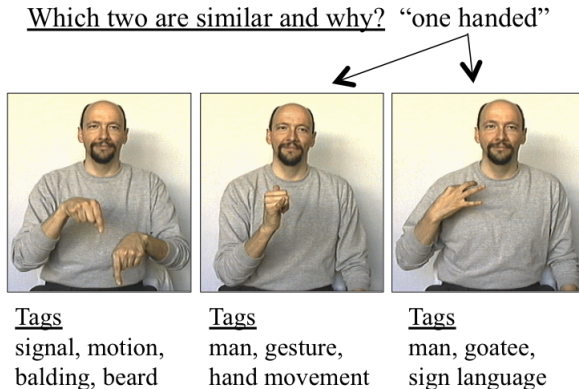 Which two are similar and why? “one handed”
Tags
signal, motion,
balding, beard
Tags
man, gesture,
hand movement
Tags
man, goatee,
sign language